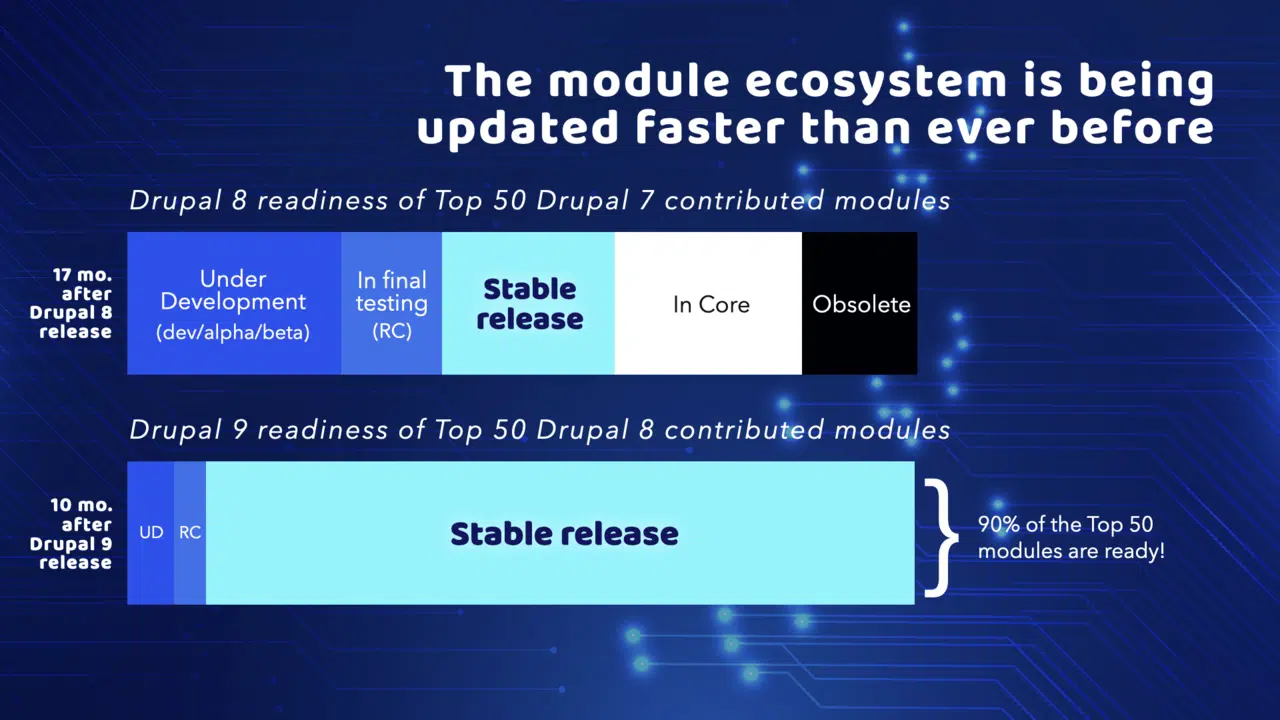 The module ecosystem is being
updated faster than ever before
Drupal 8 readiness of Top 50 Drupal 7 contributed modules
17 mo.
after
Drupal 8
release
Under
Development
(dev/alpha/beta)
In final
testing
(RC)
Stable
release
In Core
Obsolete
Drupal 9 readiness of Top 50 Drupal 8 contributed modules
10 mo.
after
Drupal 9
release
UD
RC
Stable release
90% of the Top 50
modules are ready!